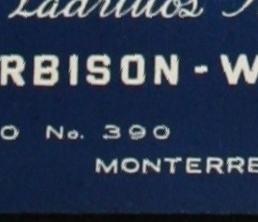 Ladrillos
RBISON - W
O No. 390
MONTERRE